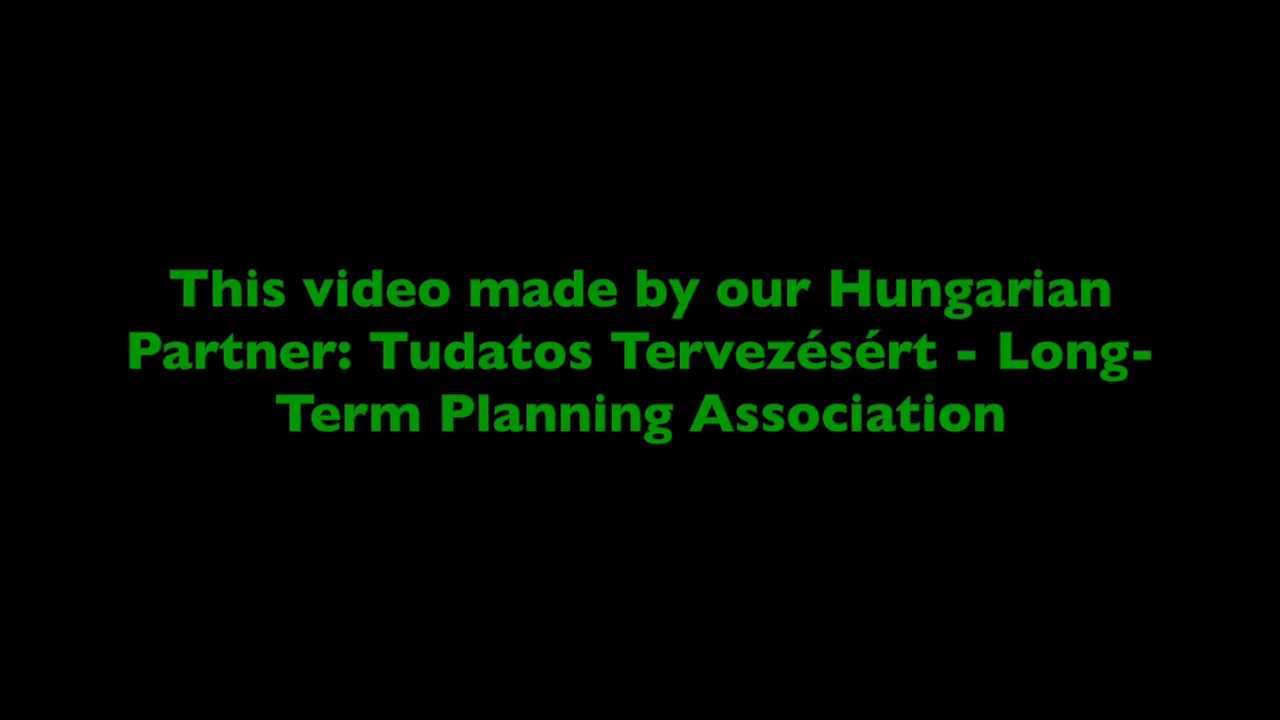 This video made by our Hungarian
Partner: Tudatos Tervezésért - Long-
Term Planning Association